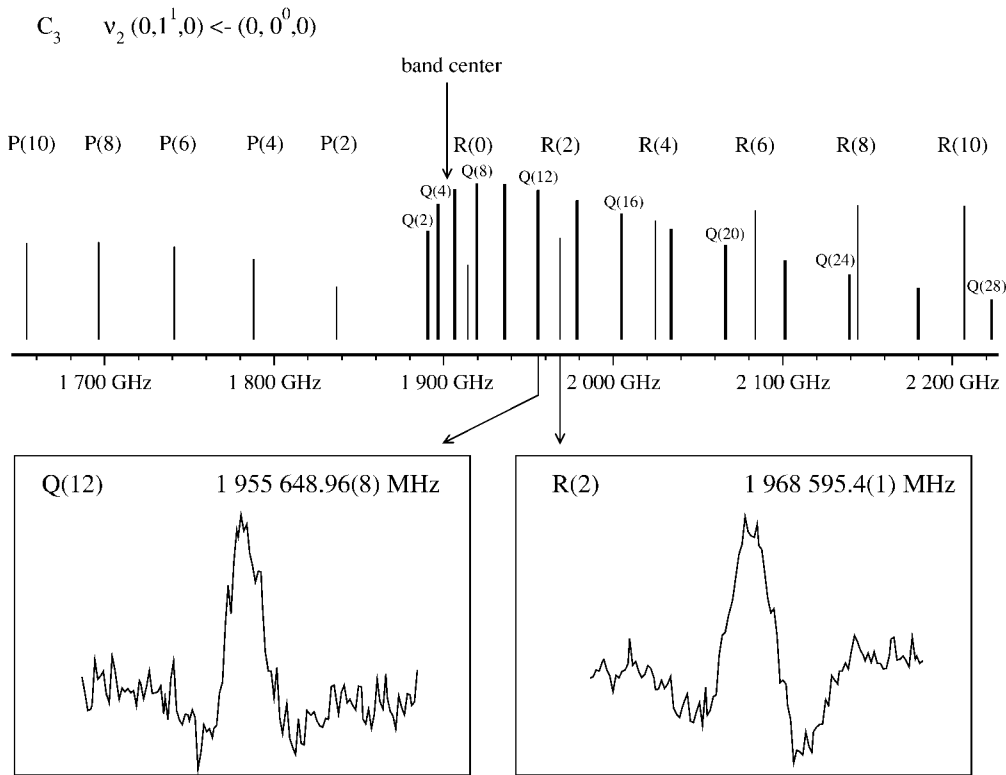 C₃ ν₂ (0,1¹,0) <- (0, 0⁰,0)
band center
P(10) P(8) P(6) P(4) P(2) R(0) R(2) R(4) R(6) R(8) R(10)
Q(8)
Q(12)
Q(4)
Q(16)
Q(2)
Q(20)
Q(24)
Q(28)
1 700 GHz 1 800 GHz 1 900 GHz 2 000 GHz 2 100 GHz 2 200 GHz
Q(12) 1 955 648.96(8) MHz
R(2) 1 968 595.4(1) MHz